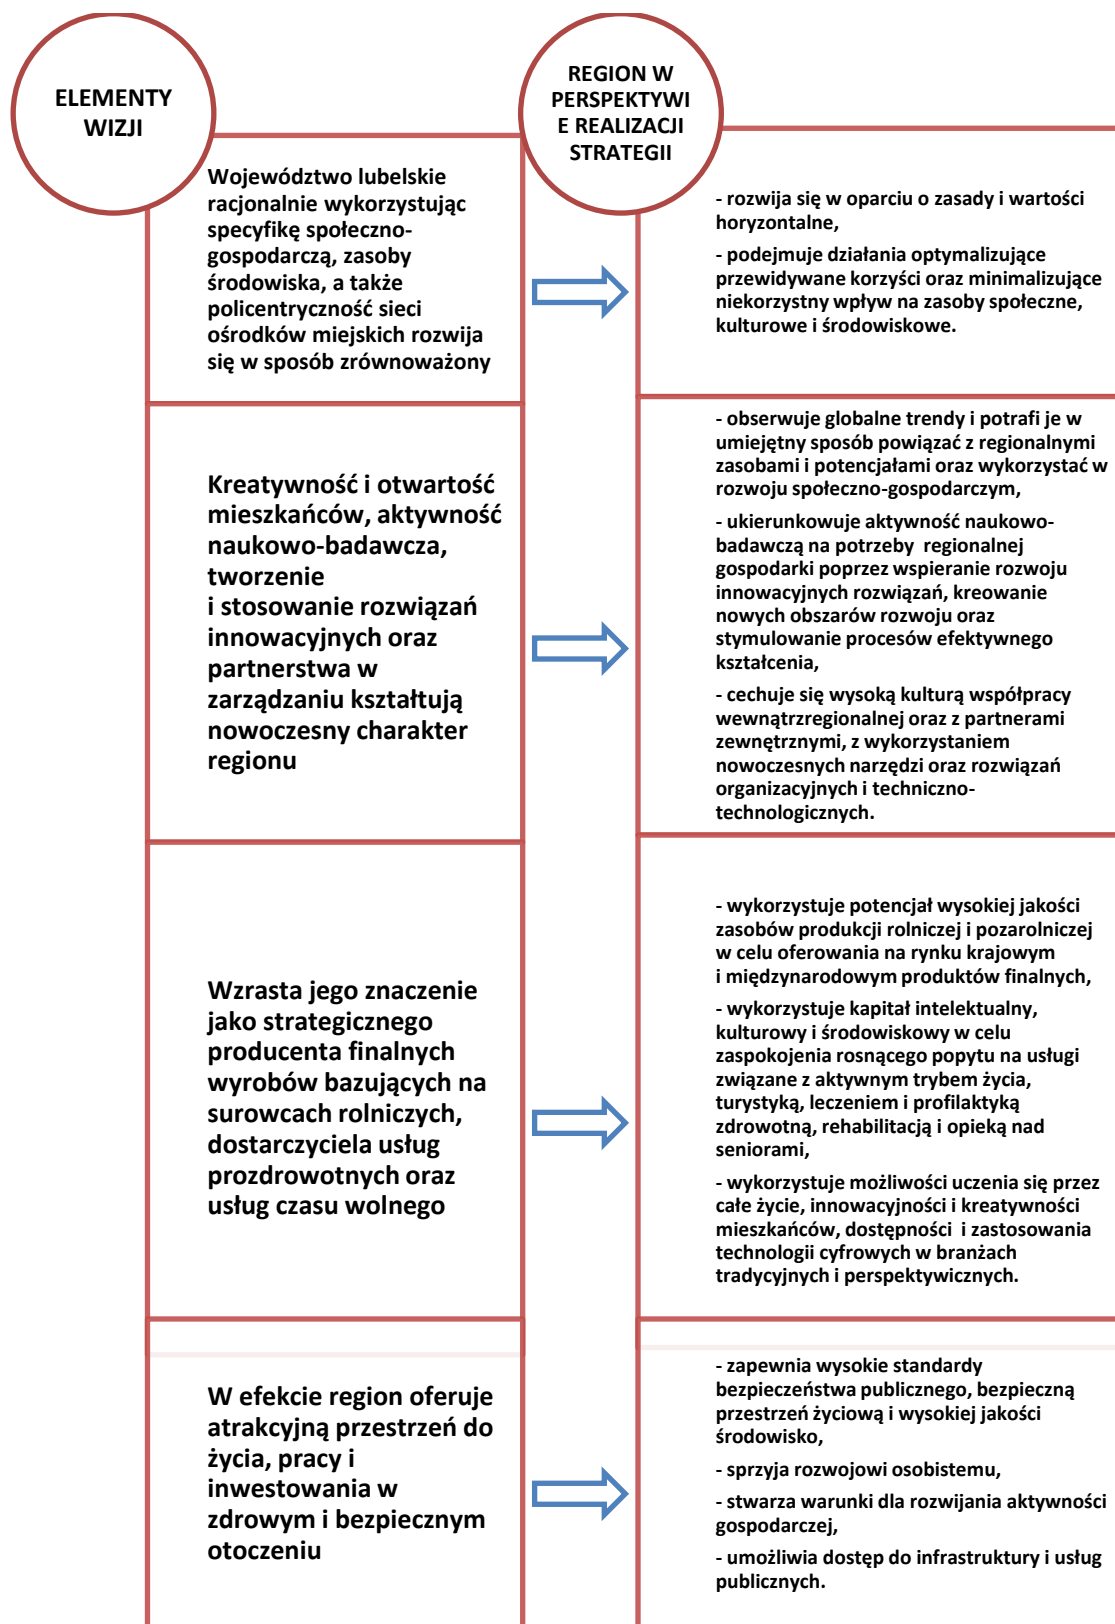 ELEMENTY
WIZJI
REGION W
PERSPEKTYWI
E REALIZACJI
STRATEGII
Województwo lubelskie
racjonalnie wykorzystując
specyfikę społeczno-
gospodarczą, zasoby
środowiska, a także
policentryczność sieci
ośrodków miejskich rozwija
się w sposób zrównoważony
- rozwija się w oparciu o zasady i wartości
horyzontalne,
- podejmuje działania optymalizujące
przewidywane korzyści oraz minimalizujące
niekorzystny wpływ na zasoby społeczne,
kulturowe i środowiskowe.
Kreatywność i otwartość
mieszkańców, aktywność
naukowo-badawcza,
tworzenie
i stosowanie rozwiązań
innowacyjnych oraz
partnerstwa w
zarządzaniu kształtują
nowoczesny charakter
regionu
- obserwuje globalne trendy i potrafi je w
umiejętny sposób powiązać z regionalnymi
zasobami i potencjałami oraz wykorzystać w
rozwoju społeczno-gospodarczym,
- ukierunkowuje aktywność naukowo-
badawczą na potrzeby  regionalnej
gospodarki poprzez wspieranie rozwoju
innowacyjnych rozwiązań, kreowanie
nowych obszarów rozwoju oraz
stymulowanie procesów efektywnego
kształcenia,
- cechuje się wysoką kulturą współpracy
wewnątrzregionalnej oraz z partnerami
zewnętrznymi, z wykorzystaniem
nowoczesnych narzędzi oraz rozwiązań
organizacyjnych i techniczno-
technologicznych.
Wzrasta jego znaczenie
jako strategicznego
producenta finalnych
wyrobów bazujących na
surowcach rolniczych,
dostarczyciela usług
prozdrowotnych oraz
usług czasu wolnego
- wykorzystuje potencjał wysokiej jakości
zasobów produkcji rolniczej i pozarolniczej
w celu oferowania na rynku krajowym
i międzynarodowym produktów finalnych,
- wykorzystuje kapitał intelektualny,
kulturowy i środowiskowy w celu
zaspokojenia rosnącego popytu na usługi
związane z aktywnym trybem życia,
turystyką, leczeniem i profilaktyką
zdrowotną, rehabilitacją i opieką nad
seniorami,
- wykorzystuje możliwości uczenia się przez
całe życie, innowacyjności i kreatywności
mieszkańców, dostępności  i zastosowania
technologii cyfrowych w branżach
tradycyjnych i perspektywicznych.
W efekcie region oferuje
atrakcyjną przestrzeń do
życia, pracy i
inwestowania w
zdrowym i bezpiecznym
otoczeniu
- zapewnia wysokie standardy
bezpieczeństwa publicznego, bezpieczną
przestrzeń życiową i wysokiej jakości
środowisko,
- sprzyja rozwojowi osobistemu,
- stwarza warunki dla rozwijania aktywności
gospodarczej,
- umożliwia dostęp do infrastruktury i usług
publicznych.